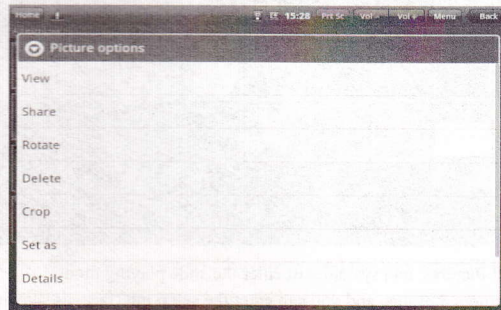 Home 15:28 Prt Sc vol - vol + Menu Back
Picture options
View
Share
Rotate
Delete
Crop
Set as
Details